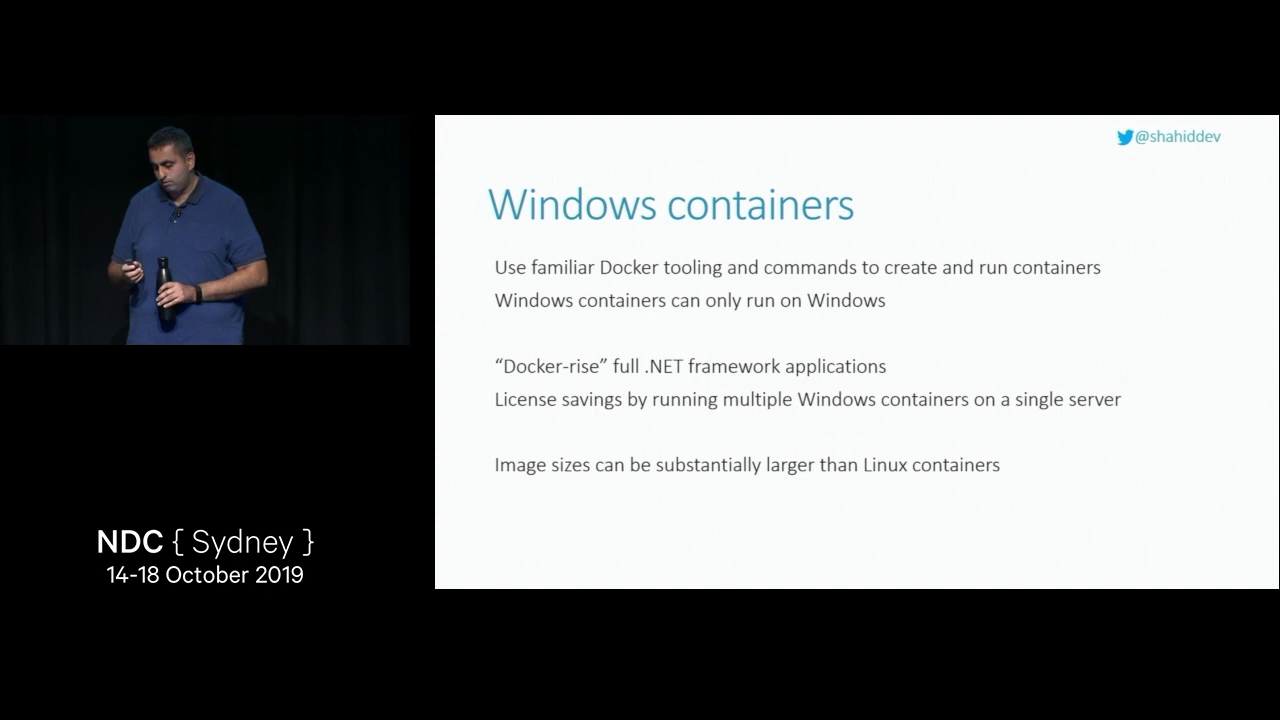 @shahiddev
Windows containers
Use familiar Docker tooling and commands to create and run containers
Windows containers can only run on Windows
“Docker-rise” full .NET framework applications
License savings by running multiple Windows containers on a single server
Image sizes can be substantially larger than Linux containers
NDC { Sydney }
14-18 October 2019